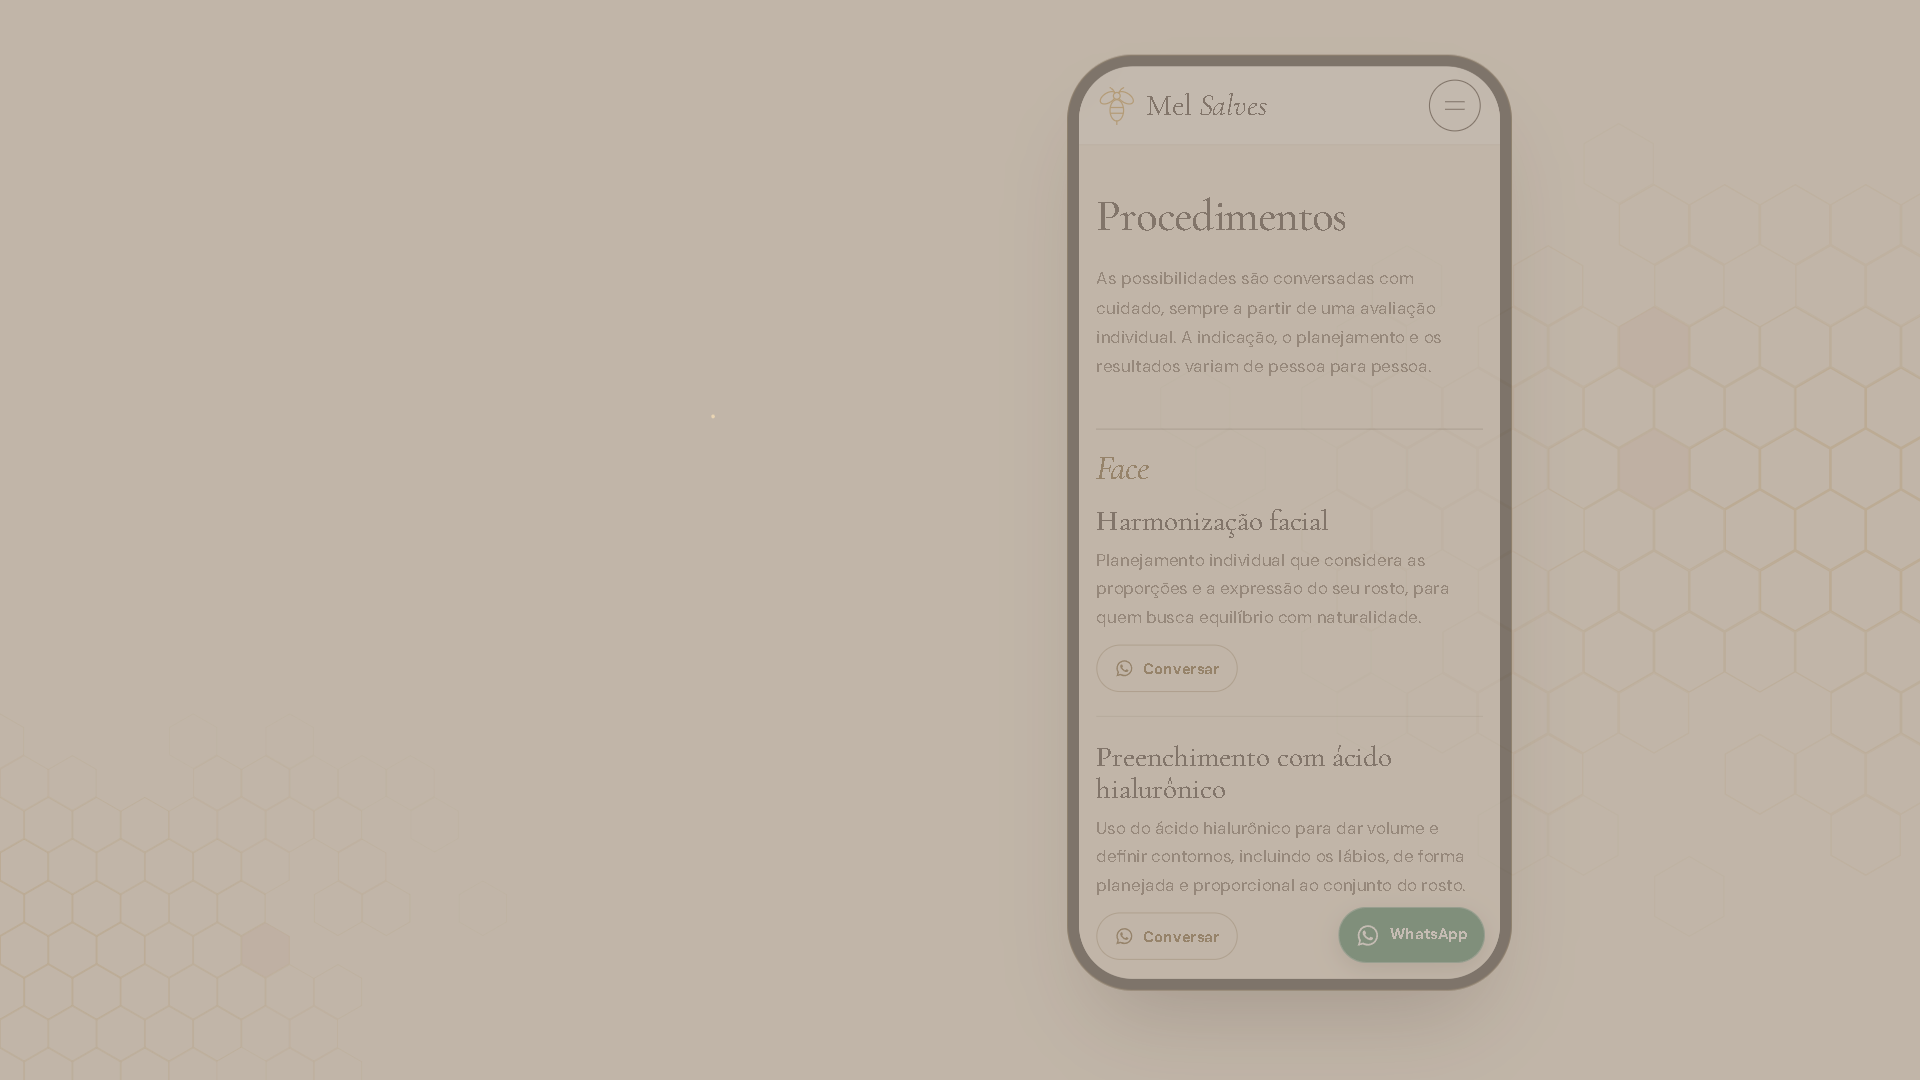 Mel Salves
Procedimentos
As possibilidades são conversadas com
cuidado, sempre a partir de uma avaliação
individual. A indicação, o planejamento e os
resultados variam de pessoa para pessoa.
Face
Harmonização facial
Planejamento individual que considera as
proporções e a expressão do seu rosto, para
quem busca equilíbrio com naturalidade.
Conversar
Preenchimento com ácido
hialurônico
Uso do ácido hialurônico para dar volume e
definir contornos, incluindo os lábios, de forma
planejada e proporcional ao conjunto do rosto.
Conversar
WhatsApp